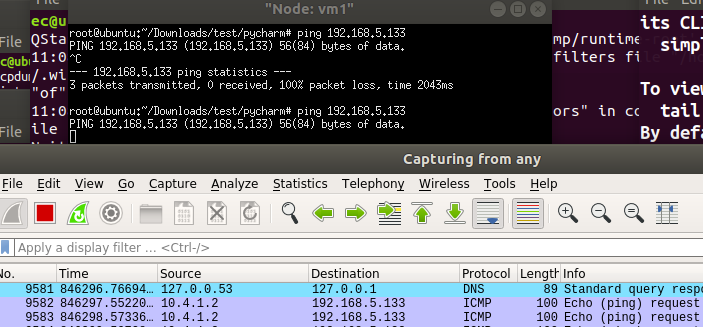 "Node: vm1"
ec@u
QSta
File
11:0
c@ubu
/.wi
cpdum
"of"
11:0
File
ile
root@ubuntu:~/Downloads/test/pycharm# ping 192.168.5.133
PING 192.168.5.133 (192.168.5.133) 56(84) bytes of data.
^C
--- 192.168.5.133 ping statistics ---
3 packets transmitted, 0 received, 100% packet loss, time 2043ms
root@ubuntu:~/Downloads/test/pycharm# ping 192.168.5.133
PING 192.168.5.133 (192.168.5.133) 56(84) bytes of data.
its CLI
simpl
mp/runtime-
filters file
To view
ors" in co
tail
By defa
Capturing from any
File Edit View Go Capture Analyze Statistics Telephony Wireless Tools Help
Apply a display filter ... <Ctrl-/>
No. Time Source Destination Protocol Length Info
9581 846296.76694… 127.0.0.53 127.0.0.1 DNS 89 Standard query respo
9582 846297.55220… 10.4.1.2 192.168.5.133 ICMP 100 Echo (ping) request
9583 846298.57336… 10.4.1.2 192.168.5.133 ICMP 100 Echo (ping) request